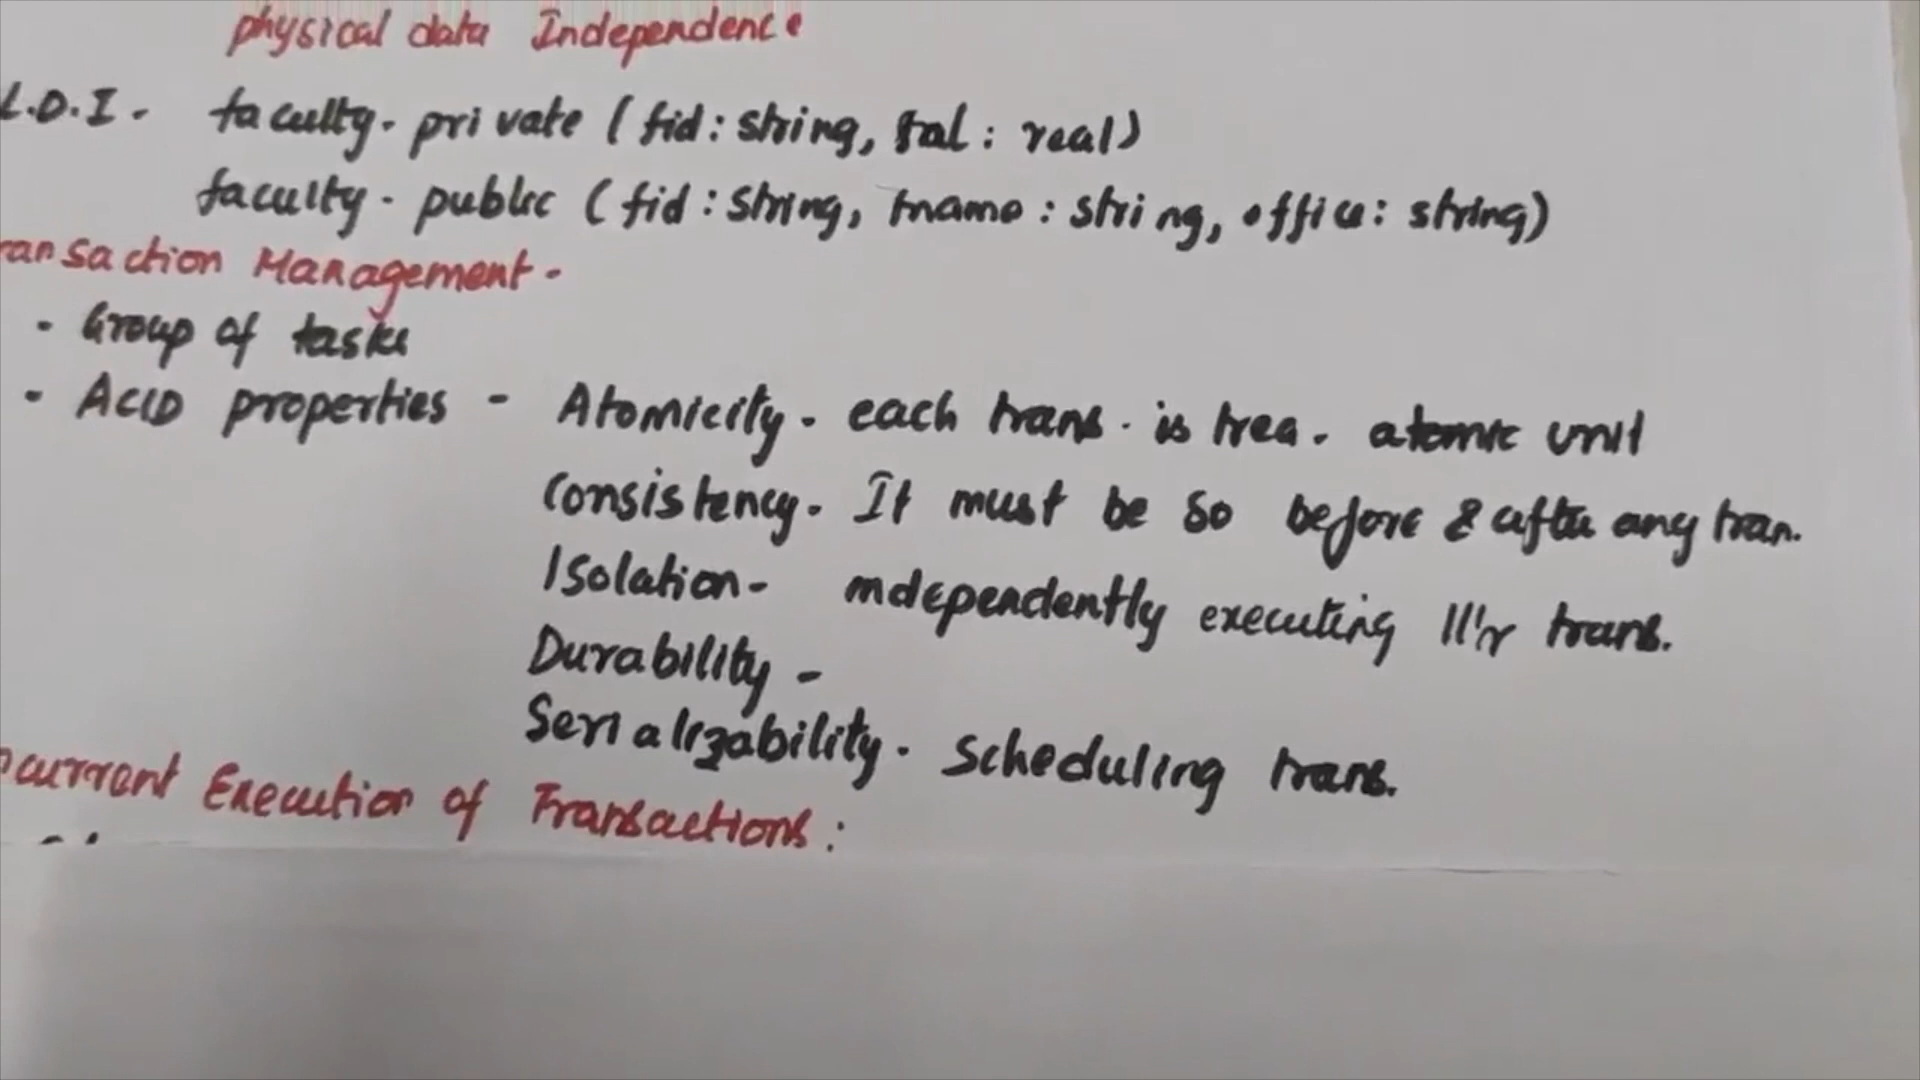 physical data Independence
L.D.I. faculty-private (fid: string, sal: real)
faculty-public (fid: string, fname: string, office: string)
ransaction Management -
- Group of tasks
- ACID properties - Atomicity. each trans. is trea. atomic unit
Consistency. It must be so before & after any tran.
Isolation- independently executing ll'r trans.
Durability -
Serializability. Scheduling trans.
current Execution of Transactions: